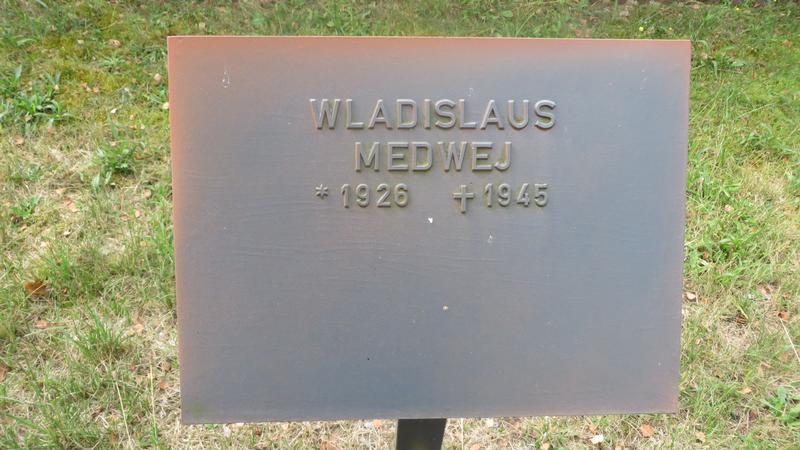 WLADISLAUS
MEDWEJ
* 1926 ✝ 1945